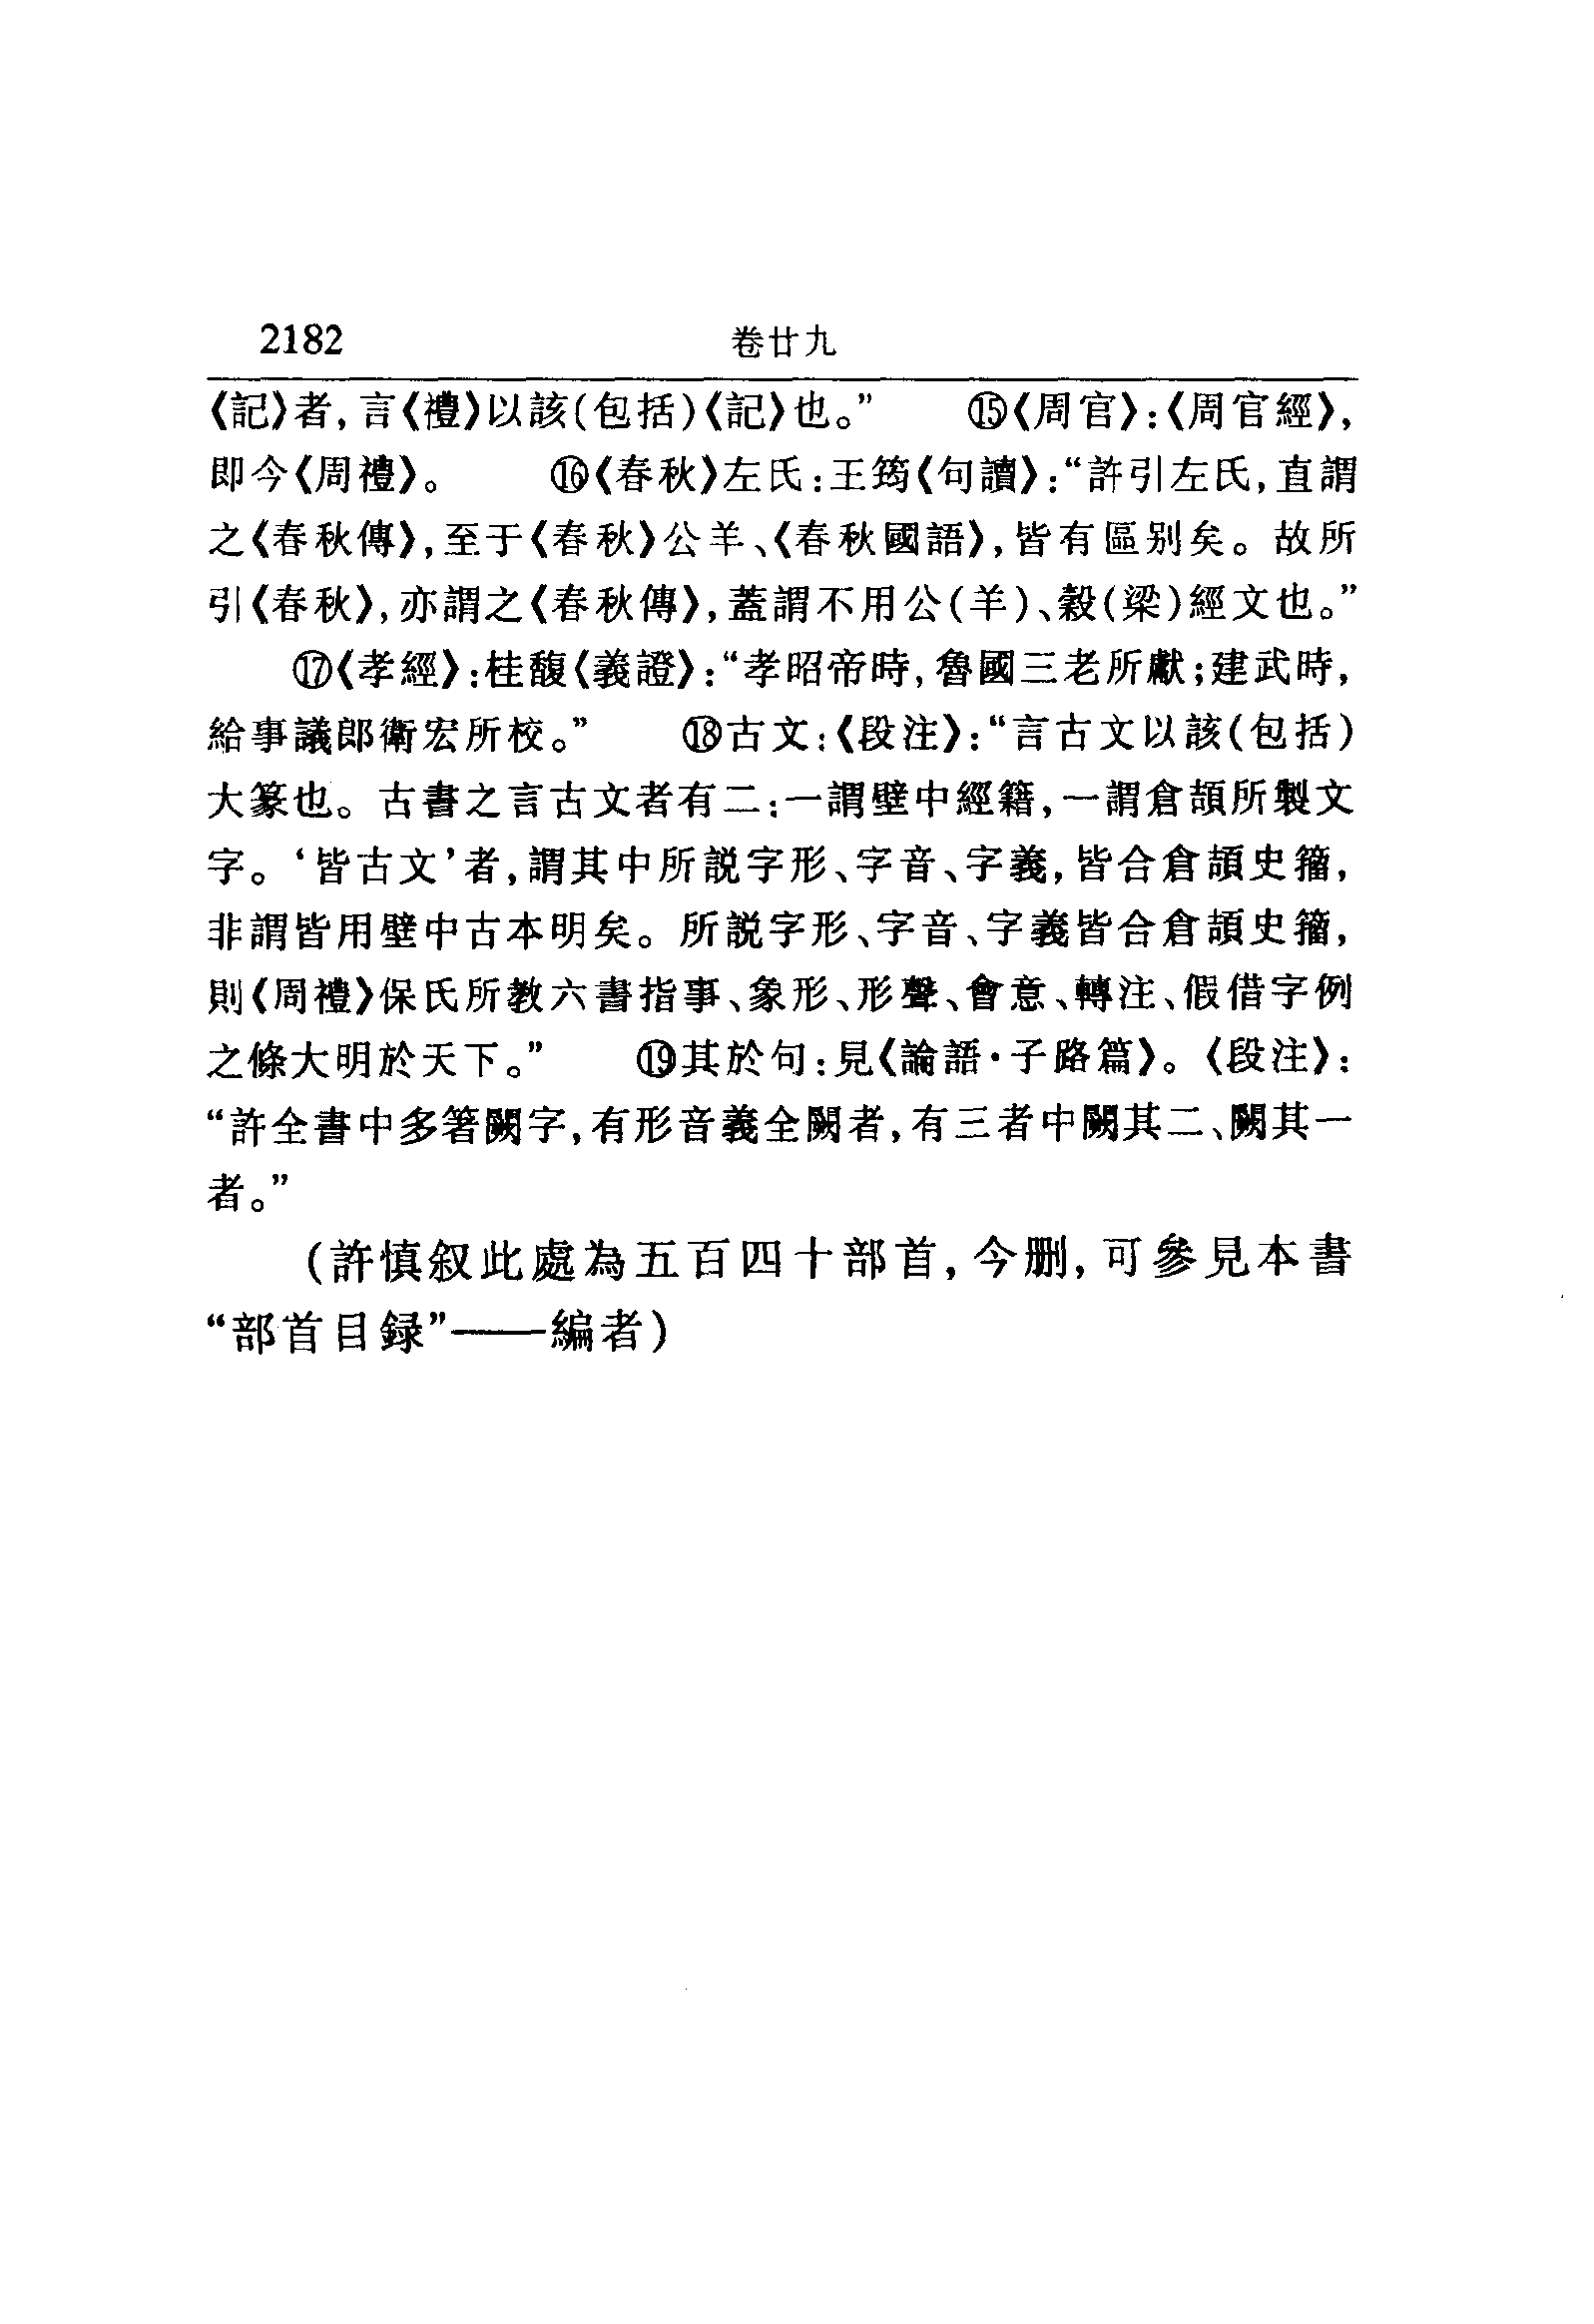 2182 卷廿九
《記》者，言《禮》以該(包括)《記》也。” ⑮《周官》：《周官經》，
即今《周禮》。 ⑯《春秋》左氏：王筠《句讀》：“許引左氏，直謂
之《春秋傳》，至于《春秋》公羊、《春秋國語》，皆有區别矣。故所
引《春秋》，亦謂之《春秋傳》，蓋謂不用公(羊)、穀(梁)經文也。”
⑰《孝經》：桂馥《義證》：“孝昭帝時，魯國三老所獻；建武時，
給事議郎衛宏所校。” ⑱古文：《段注》：“言古文以該(包括)
大篆也。古書之言古文者有二：一謂壁中經籍，一謂倉頡所製文
字。‘皆古文’者，謂其中所説字形、字音、字義，皆合倉頡史籀，
非謂皆用壁中古本明矣。所説字形、字音、字義皆合倉頡史籀，
則《周禮》保氏所教六書指事、象形、形聲、會意、轉注、假借字例
之條大明於天下。” ⑲其於句：見《論語·子路篇》。《段注》：
“許全書中多箸闕字，有形音義全闕者，有三者中闕其二、闕其一
者。”
(許慎叙此處為五百四十部首，今删，可參見本書
“部首目録”——編者)